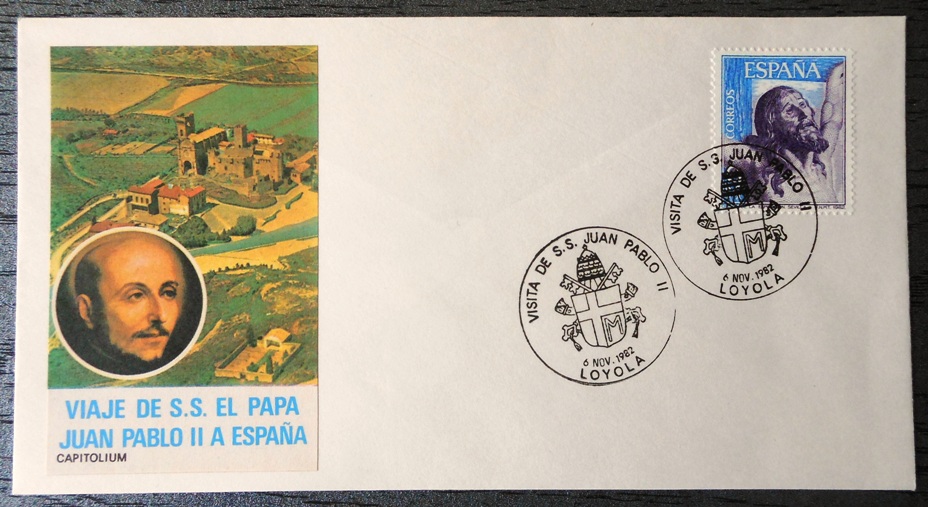 ESPAÑA
CORREOS
VISITA DE S.S. JUAN PABLO II
6 NOV. 1982
LOYOLA
VISITA DE S.S. JUAN PABLO II
M
6 NOV. 1982
LOYOLA
M
VIAJE DE S.S. EL PAPA
JUAN PABLO II A ESPAÑA
CAPITOLIUM